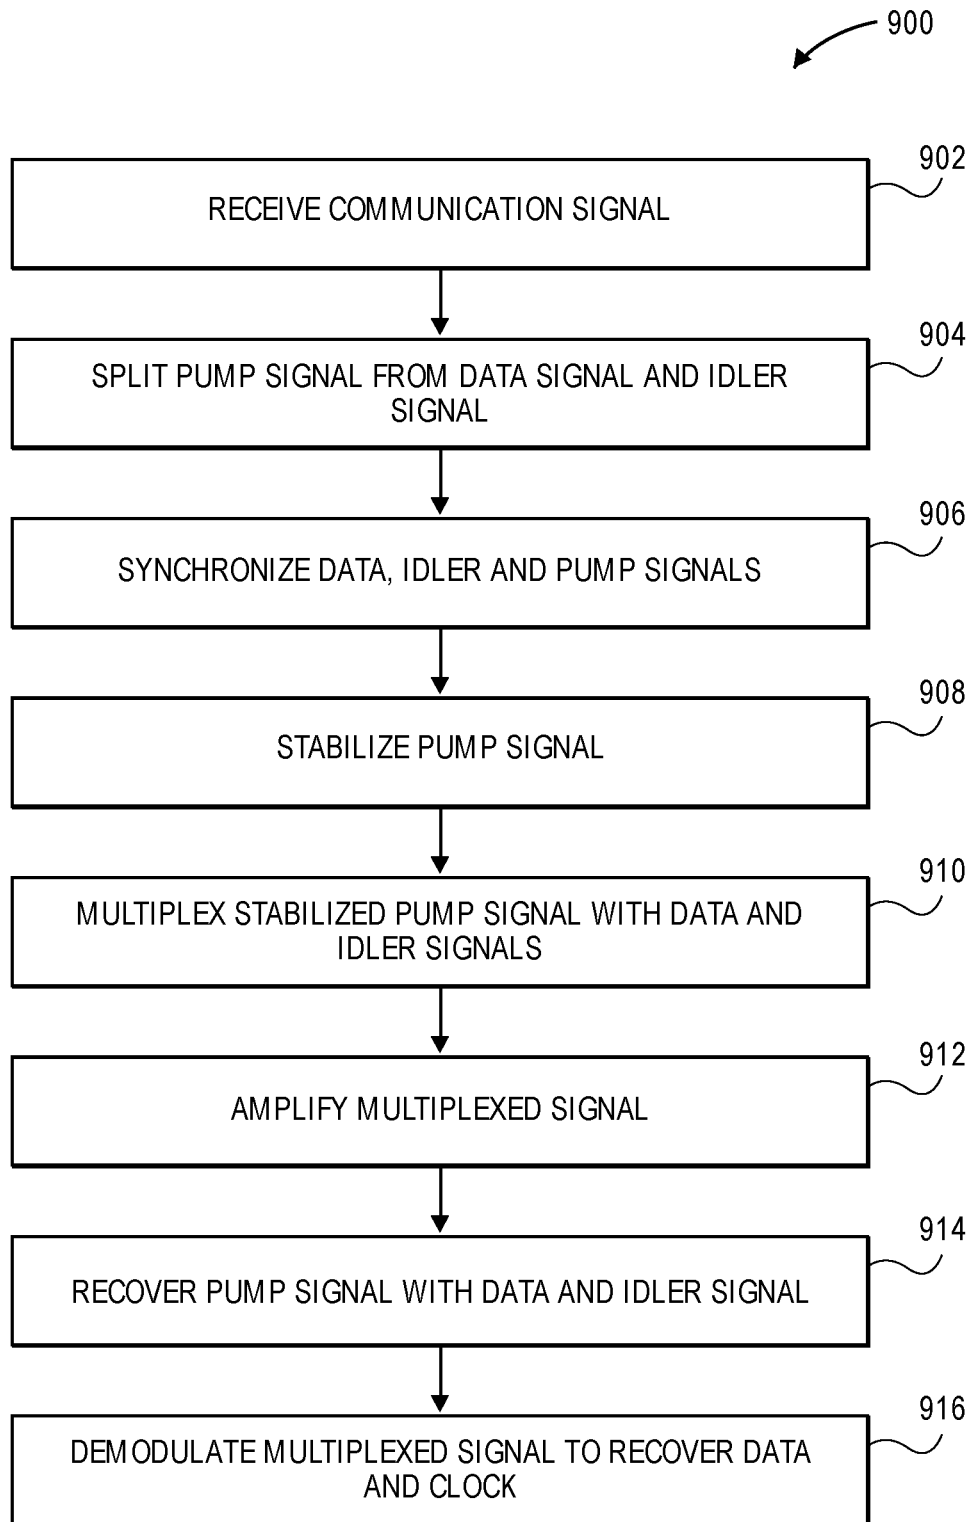 900
902
RECEIVE COMMUNICATION SIGNAL
904
SPLIT PUMP SIGNAL FROM DATA SIGNAL AND IDLER
SIGNAL
906
SYNCHRONIZE DATA, IDLER AND PUMP SIGNALS
908
STABILIZE PUMP SIGNAL
910
MULTIPLEX STABILIZED PUMP SIGNAL WITH DATA AND
IDLER SIGNALS
912
AMPLIFY MULTIPLEXED SIGNAL
914
RECOVER PUMP SIGNAL WITH DATA AND IDLER SIGNAL
916
DEMODULATE MULTIPLEXED SIGNAL TO RECOVER DATA
AND CLOCK